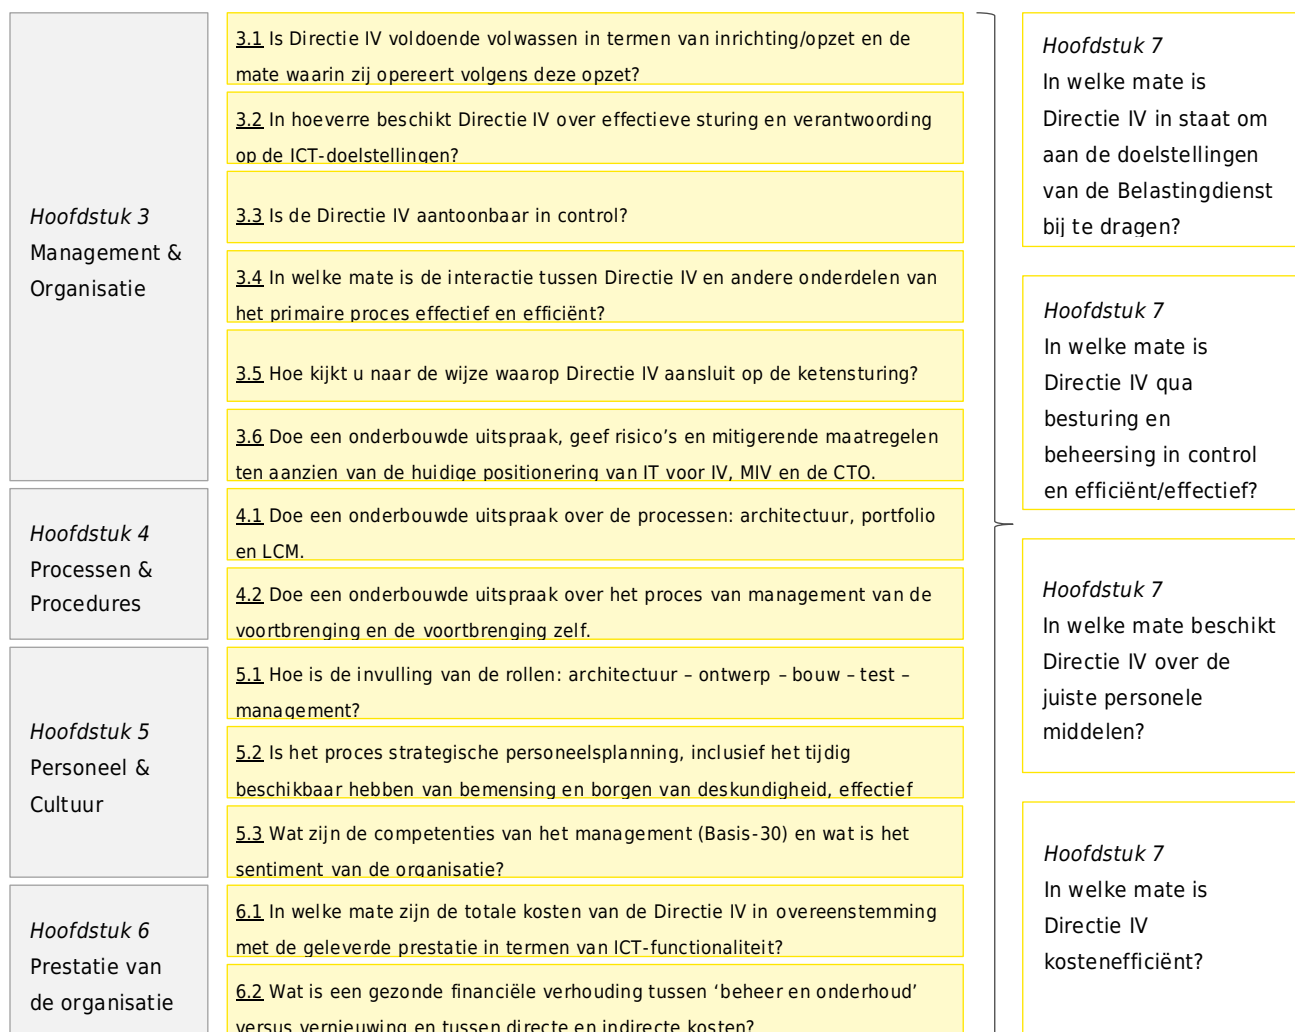 Hoofdstuk 3
Management &
Organisatie
3.1 Is Directie IV voldoende volwassen in termen van inrichting/opzet en de
mate waarin zij opereert volgens deze opzet?
3.2 In hoeverre beschikt Directie IV over effectieve sturing en verantwoording
op de ICT-doelstellingen?
3.3 Is de Directie IV aantoonbaar in control?
3.4 In welke mate is de interactie tussen Directie IV en andere onderdelen van
het primaire proces effectief en efficiënt?
3.5 Hoe kijkt u naar de wijze waarop Directie IV aansluit op de ketensturing?
3.6 Doe een onderbouwde uitspraak, geef risico’s en mitigerende maatregelen
ten aanzien van de huidige positionering van IT voor IV, MIV en de CTO.
Hoofdstuk 4
Processen &
Procedures
4.1 Doe een onderbouwde uitspraak over de processen: architectuur, portfolio
en LCM.
4.2 Doe een onderbouwde uitspraak over het proces van management van de
voortbrenging en de voortbrenging zelf.
Hoofdstuk 5
Personeel &
Cultuur
5.1 Hoe is de invulling van de rollen: architectuur – ontwerp – bouw – test –
management?
5.2 Is het proces strategische personeelsplanning, inclusief het tijdig
beschikbaar hebben van bemensing en borgen van deskundigheid, effectief
5.3 Wat zijn de competenties van het management (Basis-30) en wat is het
sentiment van de organisatie?
Hoofdstuk 6
Prestatie van
de organisatie
6.1 In welke mate zijn de totale kosten van de Directie IV in overeenstemming
met de geleverde prestatie in termen van ICT-functionaliteit?
6.2 Wat is een gezonde financiële verhouding tussen ‘beheer en onderhoud’
versus vernieuwing en tussen directe en indirecte kosten?
Hoofdstuk 7
In welke mate is
Directie IV in staat om
aan de doelstellingen
van de Belastingdienst
bij te dragen?
Hoofdstuk 7
In welke mate is
Directie IV qua
besturing en
beheersing in control
en efficiënt/effectief?
Hoofdstuk 7
In welke mate beschikt
Directie IV over de
juiste personele
middelen?
Hoofdstuk 7
In welke mate is
Directie IV
kostenefficiënt?